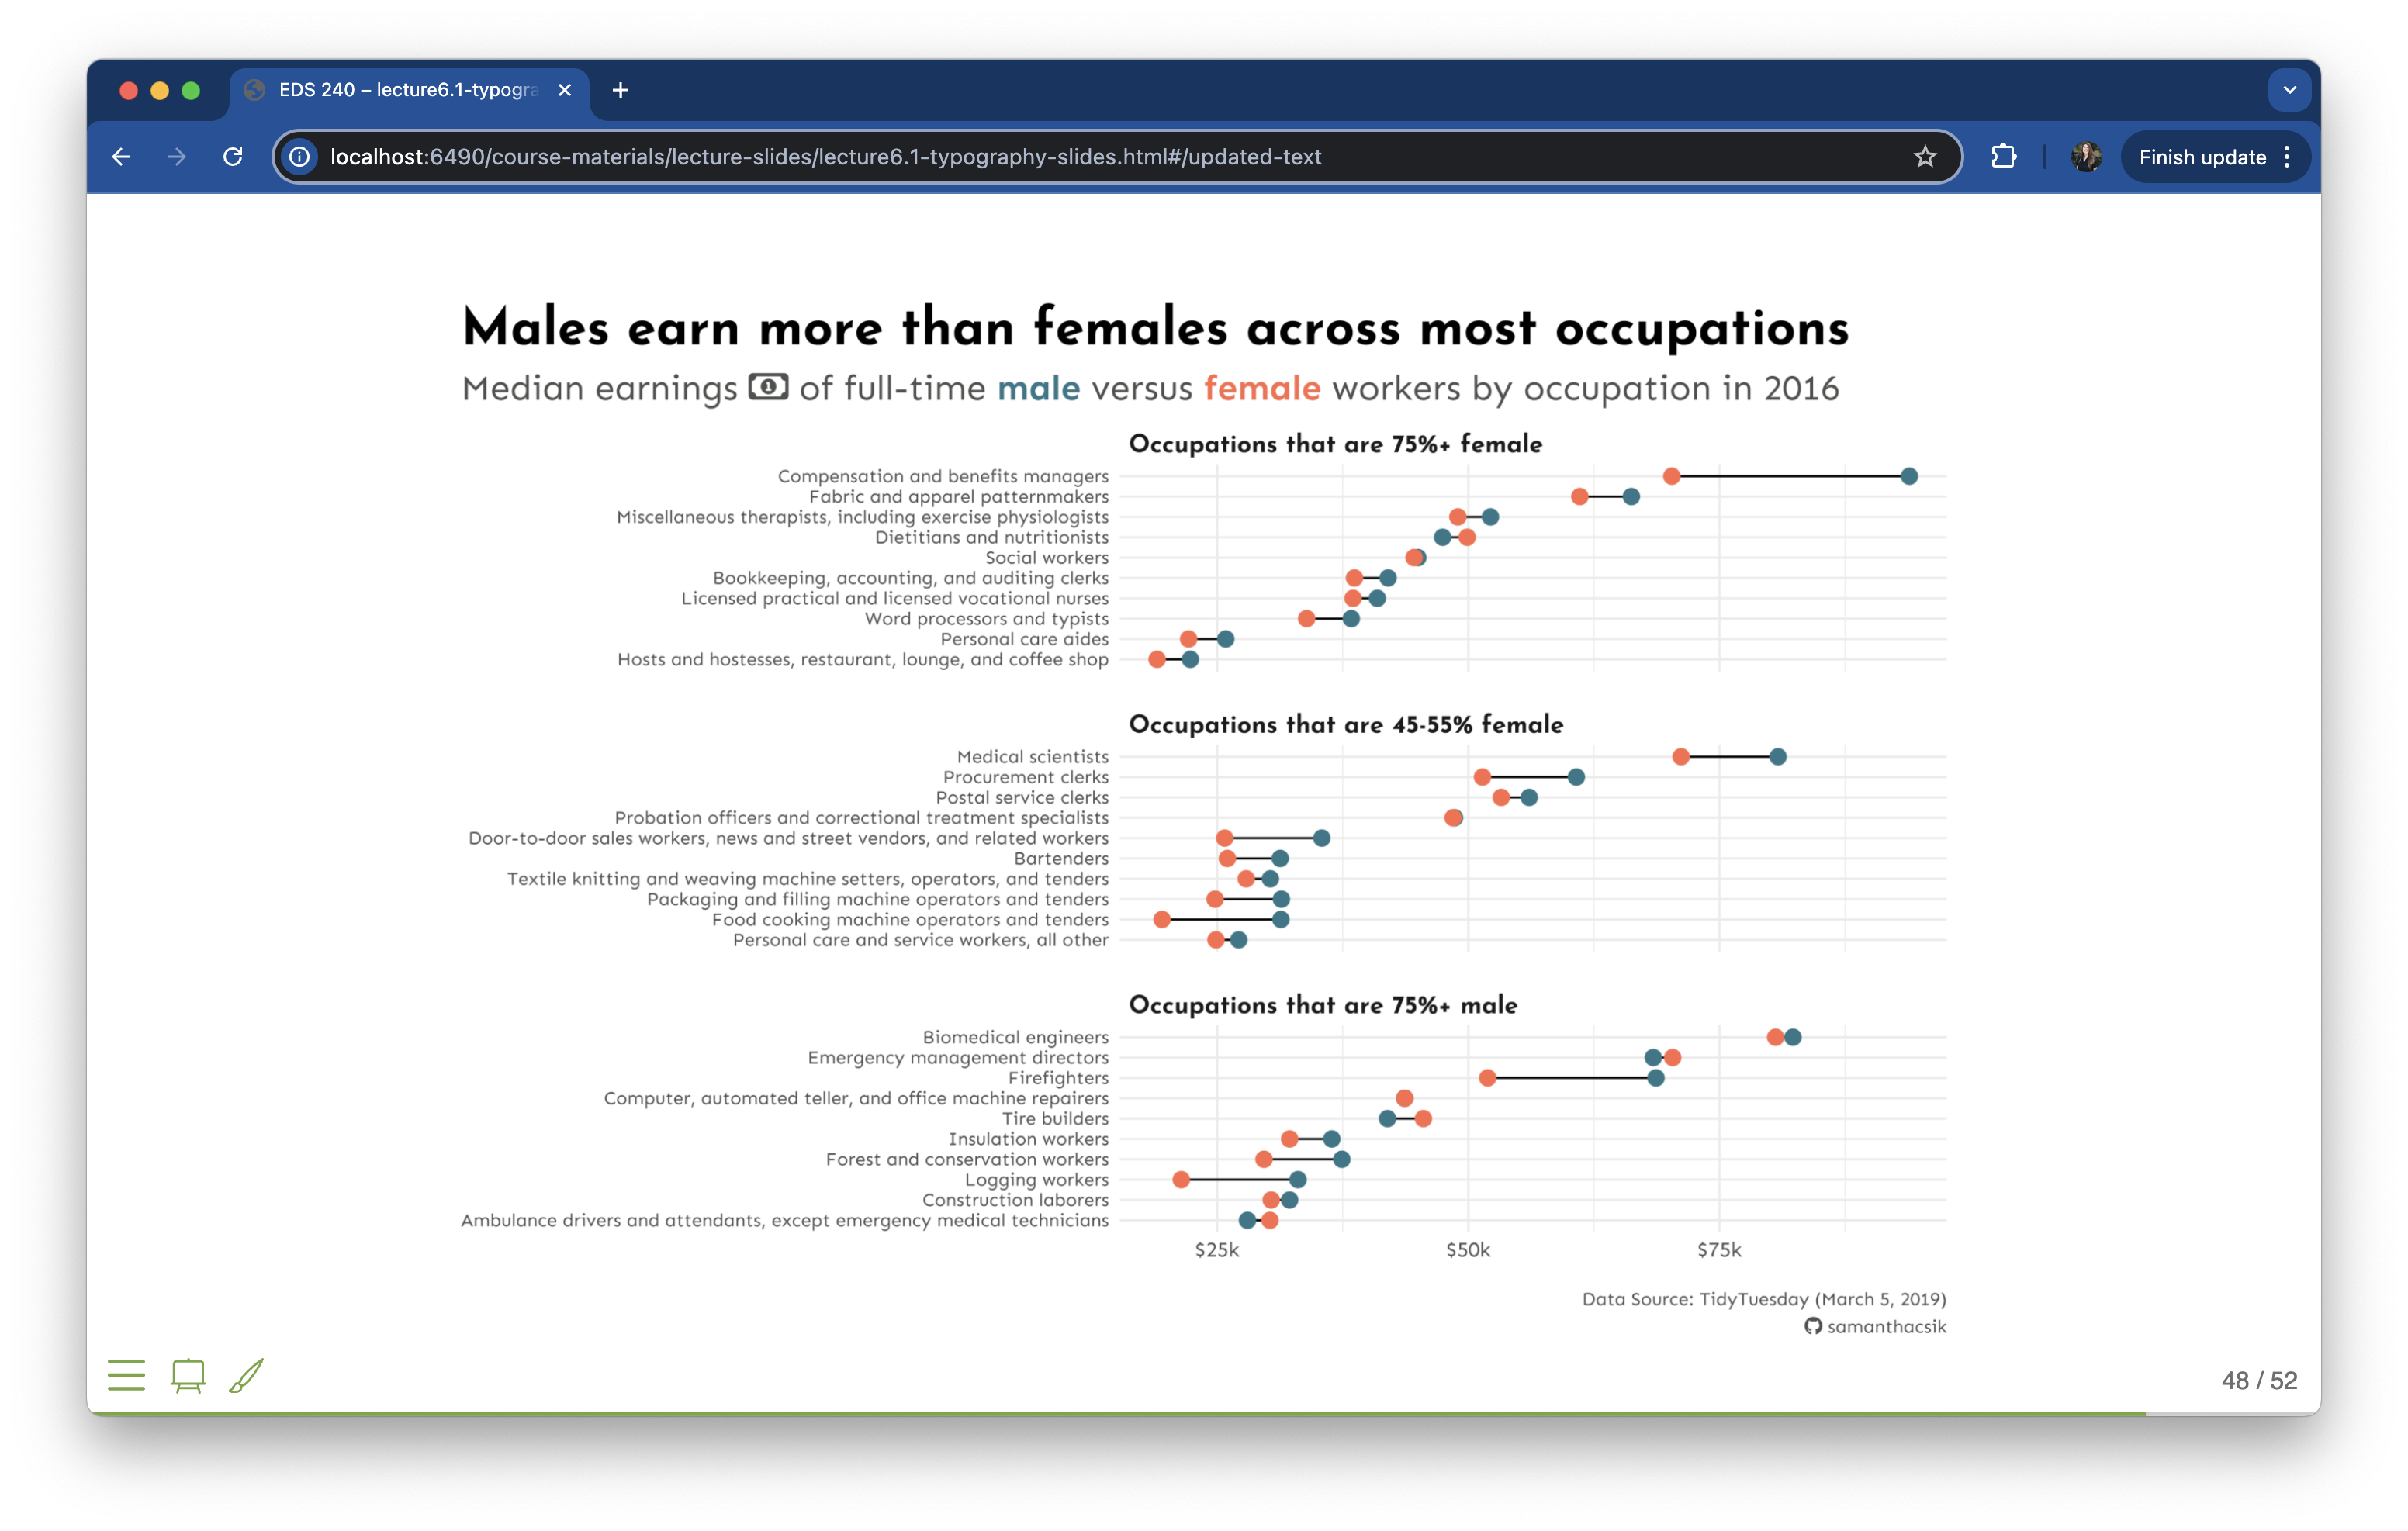 EDS 240 – lecture6.1-typogra
localhost:6490/course-materials/lecture-slides/lecture6.1-typography-slides.html#/updated-text
Finish update
Males earn more than females across most occupations
Median earnings of full-time male versus female workers by occupation in 2016
Occupations that are 75%+ female
Compensation and benefits managers
Fabric and apparel patternmakers
Miscellaneous therapists, including exercise physiologists
Dietitians and nutritionists
Social workers
Bookkeeping, accounting, and auditing clerks
Licensed practical and licensed vocational nurses
Word processors and typists
Personal care aides
Hosts and hostesses, restaurant, lounge, and coffee shop
Occupations that are 45-55% female
Medical scientists
Procurement clerks
Postal service clerks
Probation officers and correctional treatment specialists
Door-to-door sales workers, news and street vendors, and related workers
Bartenders
Textile knitting and weaving machine setters, operators, and tenders
Packaging and filling machine operators and tenders
Food cooking machine operators and tenders
Personal care and service workers, all other
Occupations that are 75%+ male
Biomedical engineers
Emergency management directors
Firefighters
Computer, automated teller, and office machine repairers
Tire builders
Insulation workers
Forest and conservation workers
Logging workers
Construction laborers
Ambulance drivers and attendants, except emergency medical technicians
$25k $50k $75k
Data Source: TidyTuesday (March 5, 2019)
samanthacsik
48 / 52